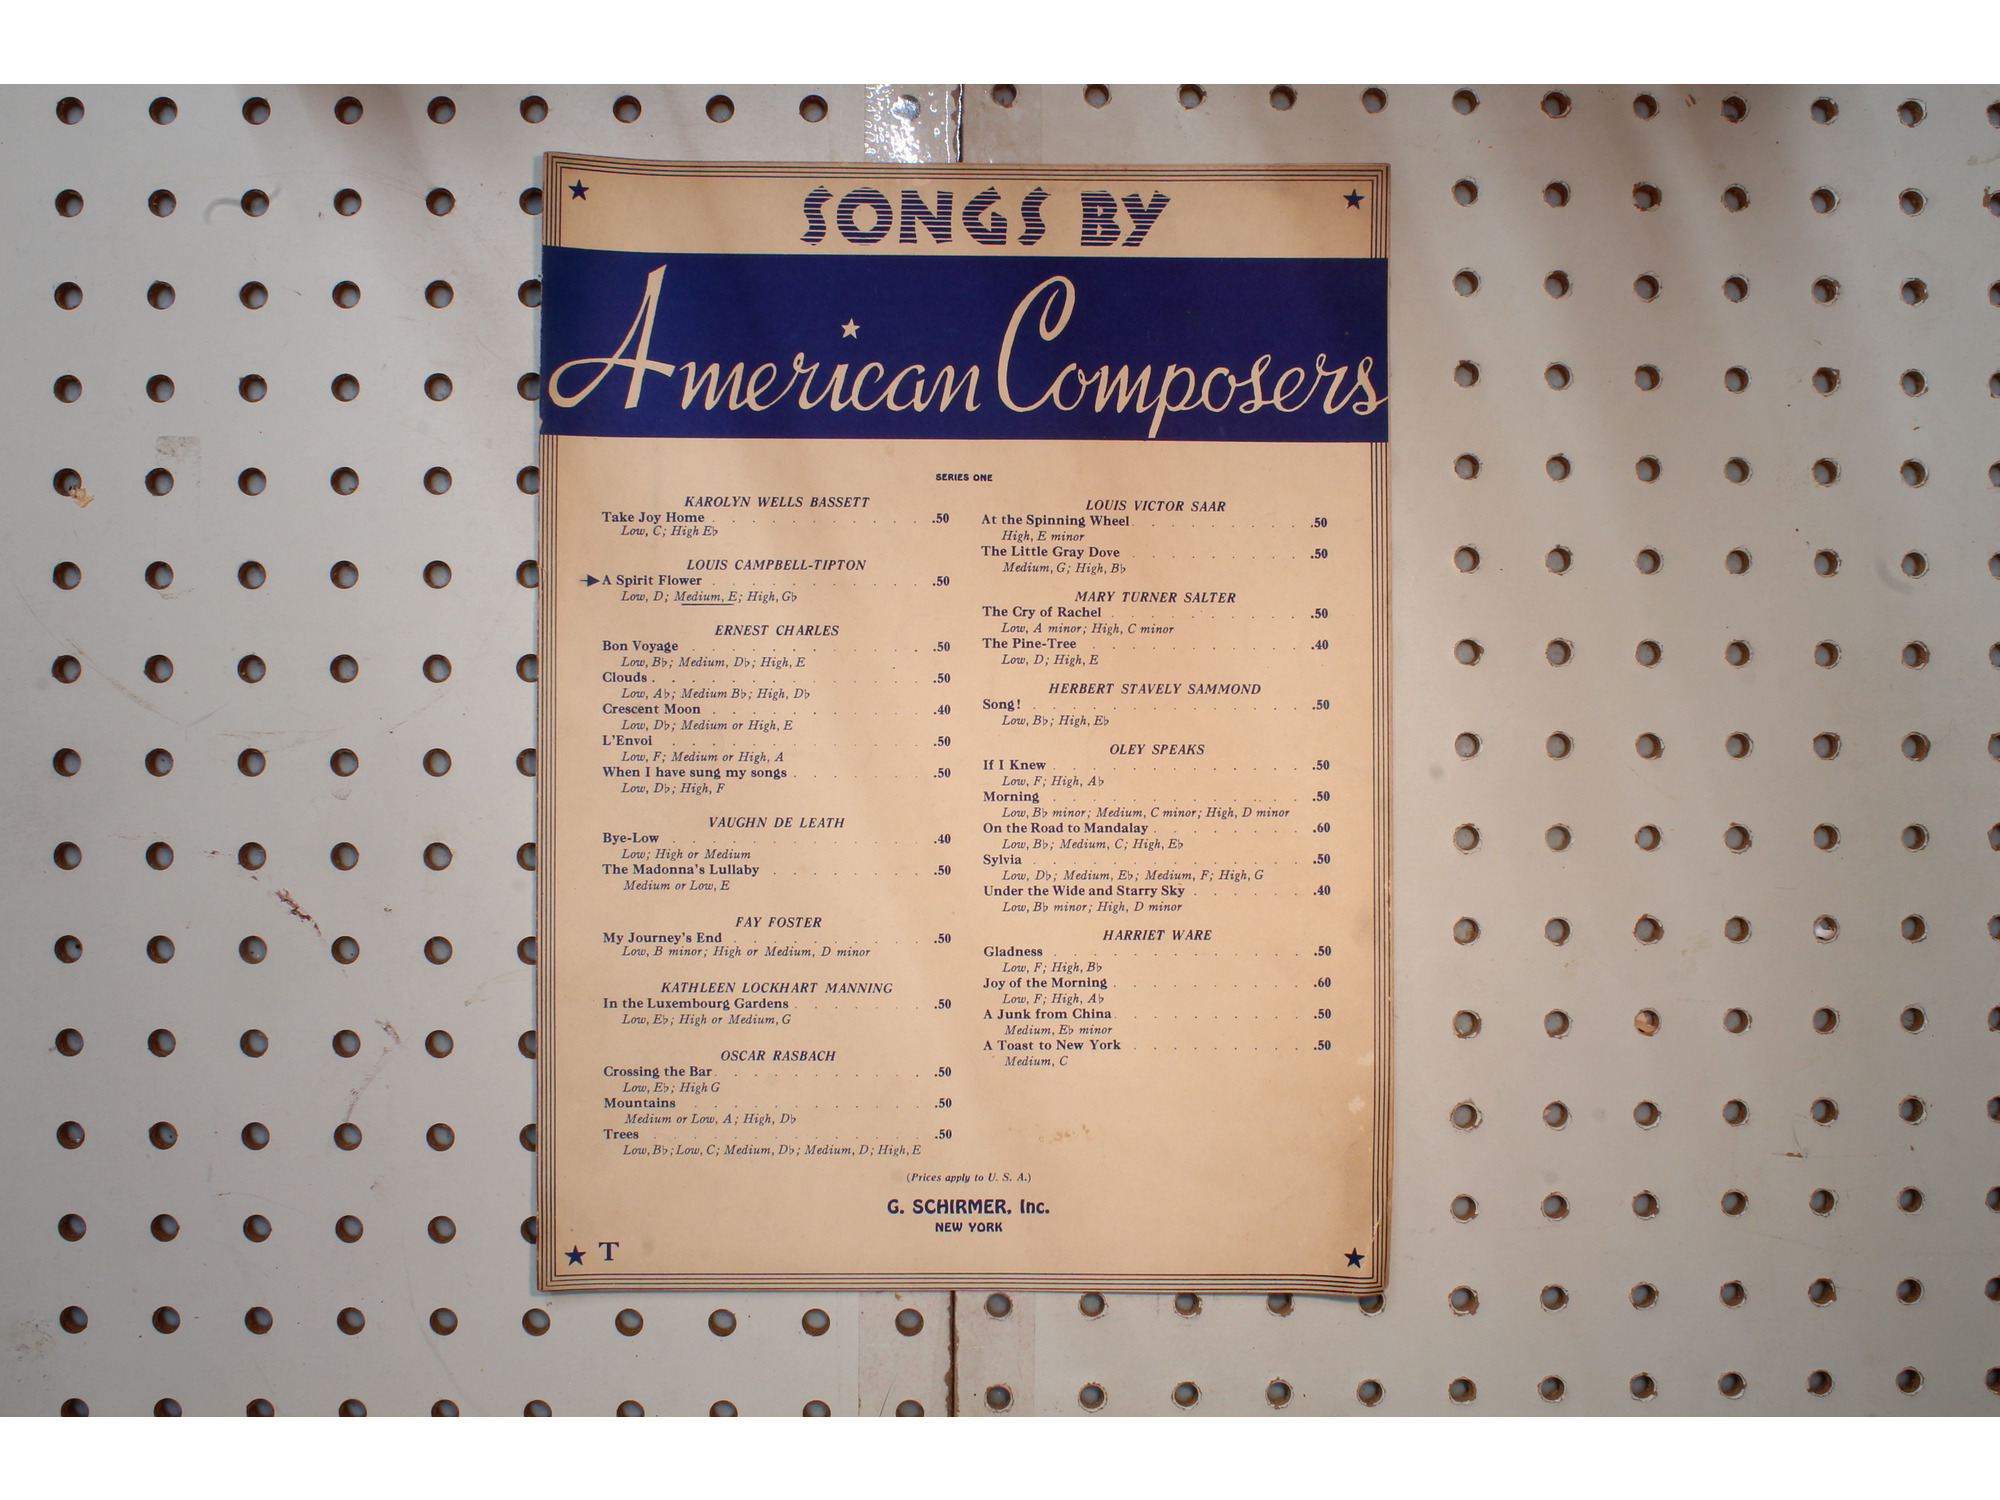 SONGS BY
American Composers
SERIES ONE
KAROLYN WELLS BASSETT
Take Joy Home . . . . . . . . . . . .50
Low, C; High E♭
LOUIS CAMPBELL-TIPTON
A Spirit Flower . . . . . . . . . . . .50
Low, D; Medium, E; High, G♭
ERNEST CHARLES
Bon Voyage . . . . . . . . . . . .50
Low, B♭; Medium, D♭; High, E
Clouds . . . . . . . . . . . .50
Low, A♭; Medium B♭; High, D♭
Crescent Moon . . . . . . . . . . .40
Low, D♭; Medium or High, E
L'Envoi . . . . . . . . . . . .50
Low, F; Medium or High, A
When I have sung my songs . . . . . . .50
Low, D♭; High, F
VAUGHN DE LEATH
Bye-Low . . . . . . . . . . . .40
Low; High or Medium
The Madonna's Lullaby . . . . . . . .50
Medium or Low, E
FAY FOSTER
My Journey's End . . . . . . . . . .50
Low, B minor; High or Medium, D minor
KATHLEEN LOCKHART MANNING
In the Luxembourg Gardens . . . . . . .50
Low, E♭; High or Medium, G
OSCAR RASBACH
Crossing the Bar . . . . . . . . . . .50
Low, E♭; High G
Mountains . . . . . . . . . . . .50
Medium or Low, A; High, D♭
Trees . . . . . . . . . . . . .50
Low, B♭; Low, C; Medium, D♭; Medium, D; High, E
LOUIS VICTOR SAAR
At the Spinning Wheel . . . . . . . . .50
High, E minor
The Little Gray Dove . . . . . . . . .50
Medium, G; High, B♭
MARY TURNER SALTER
The Cry of Rachel . . . . . . . . . .50
Low, A minor; High, C minor
The Pine-Tree . . . . . . . . . . .40
Low, D; High, E
HERBERT STAVELY SAMMOND
Song! . . . . . . . . . . . . .50
Low, B♭; High, E♭
OLEY SPEAKS
If I Knew . . . . . . . . . . . .50
Low, F; High, A♭
Morning . . . . . . . . . . . .50
Low, B♭ minor; Medium, C minor; High, D minor
On the Road to Mandalay . . . . . . . .60
Low, B♭; Medium, C; High, E♭
Sylvia . . . . . . . . . . . . .50
Low, D♭; Medium, E♭; Medium, F; High, G
Under the Wide and Starry Sky . . . . . .40
Low, B♭ minor; High, D minor
HARRIET WARE
Gladness . . . . . . . . . . . .50
Low, F; High, B♭
Joy of the Morning . . . . . . . . . .60
Low, F; High, A♭
A Junk from China . . . . . . . . . .50
Medium, E♭ minor
A Toast to New York . . . . . . . . .50
Medium, C
(Prices apply to U. S. A.)
G. SCHIRMER, Inc.
NEW YORK
T